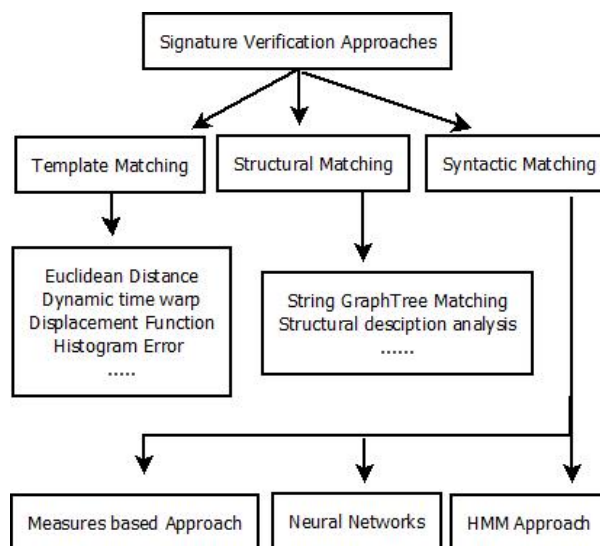 Signature Verification Approaches
Template Matching
Structural Matching
Syntactic Matching
Euclidean Distance
Dynamic time warp
Displacement Function
Histogram Error
.....
String GraphTree Matching
Structural desciption analysis
......
Measures based Approach
Neural Networks
HMM Approach